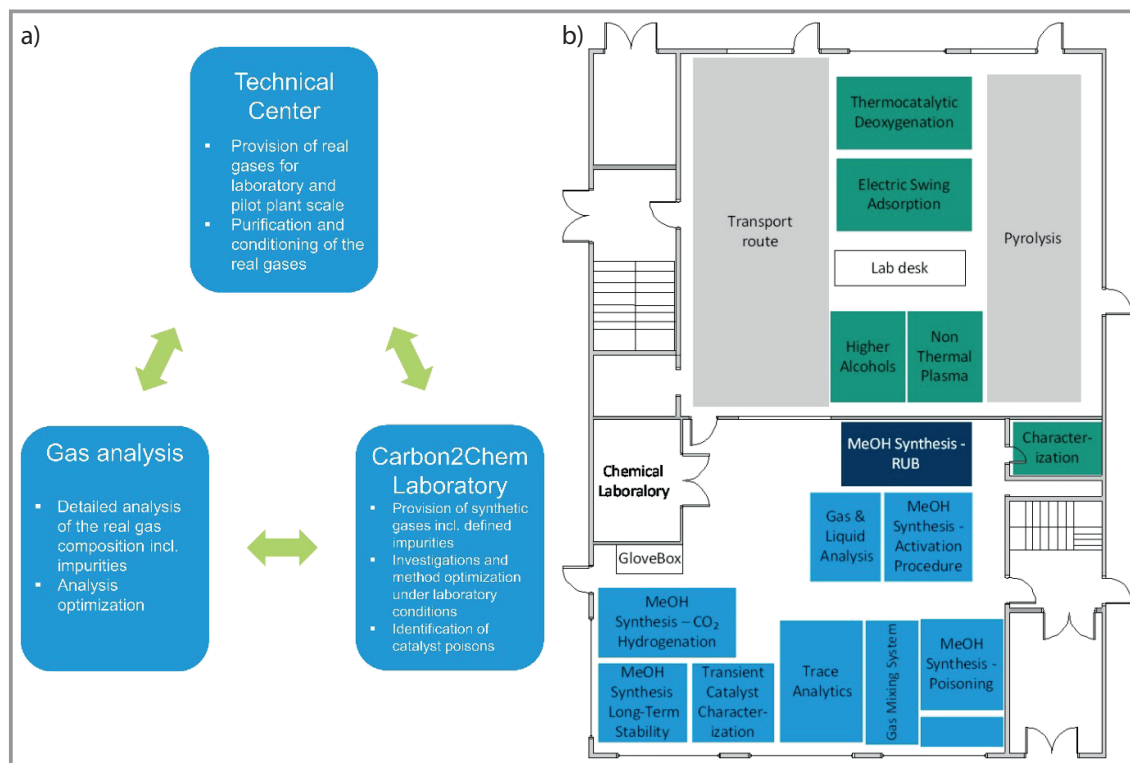 a)
Technical
Center
▪ Provision of real
gases for
laboratory and
pilot plant scale
▪ Purification and
conditioning of the
real gases
Gas analysis
▪ Detailed analysis
of the real gas
composition incl.
impurities
▪ Analysis
optimization
Carbon2Chem
Laboratory
▪ Provision of synthetic
gases incl. defined
impurities
▪ Investigations and
method optimization
under laboratory
conditions
▪ Identification of
catalyst poisons
b)
Transport
route
Thermocatalytic
Deoxygenation
Electric Swing
Adsorption
Lab desk
Pyrolysis
Higher
Alcohols
Non
Thermal
Plasma
MeOH Synthesis -
RUB
Character-
ization
Chemical
Laboralory
Gas &
Liquid
Analysis
MeOH
Synthesis -
Activation
Procedure
GloveBox
MeOH
Synthesis – CO₂
Hydrogenation
MeOH
Synthesis
Long-Term
Stability
Transient
Catalyst
Character-
ization
Trace
Analytics
Gas Mixing System
MeOH
Synthesis -
Poisoning